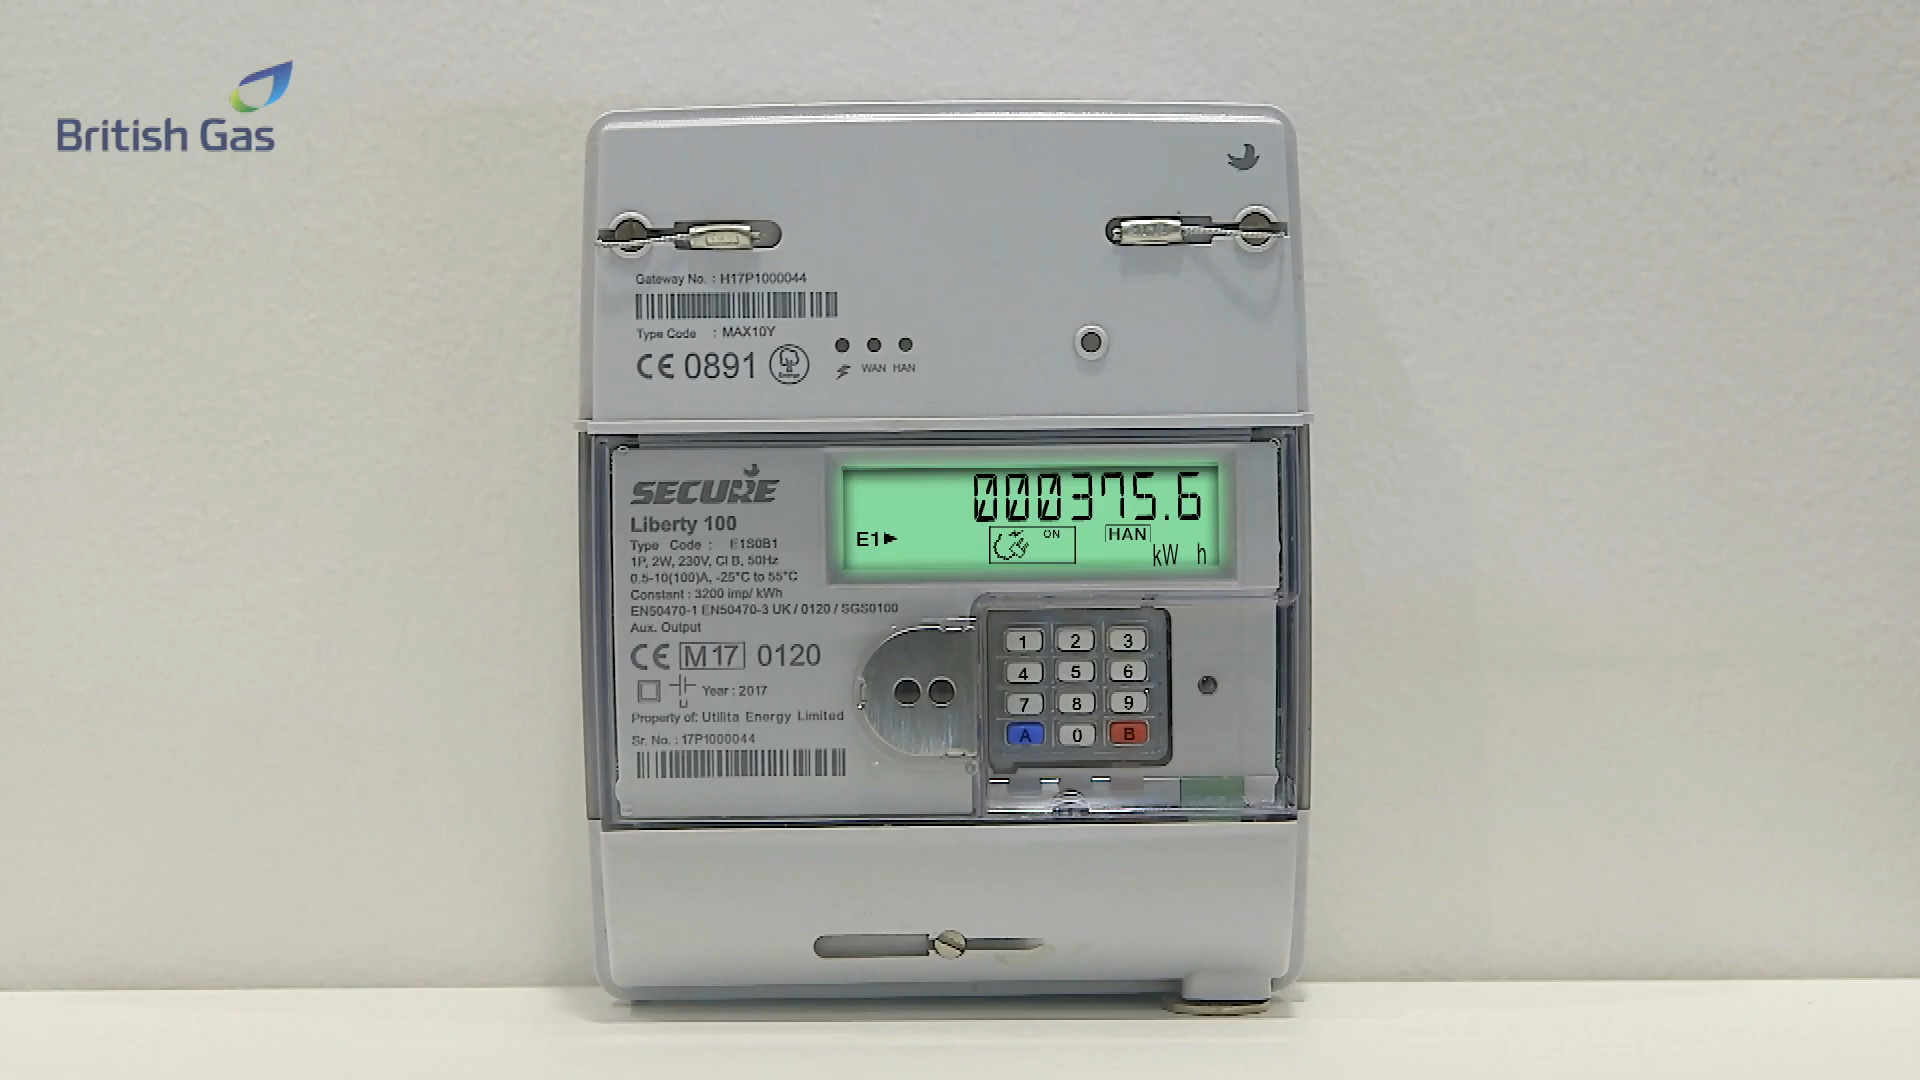 British Gas
Gateway No. : H17P1000044
Type Code : MAX10Y
CE 0891
Energy
WAN HAN
SECURE
Liberty 100
Type Code : E1S0B1
1P, 2W, 230V, Cl B, 50Hz
0.5-10(100)A, -25°C to 55°C
Constant : 3200 imp/ kWh
EN50470-1 EN50470-3 UK / 0120 / SGS0100
Aux. Output
CE M17 0120
Li
Year : 2017
Property of: Utilita Energy Limited
Sr. No. : 17P1000044
000375.6
E1► ON HAN
kW h
1 2 3
4 5 6
7 8 9
A 0 B